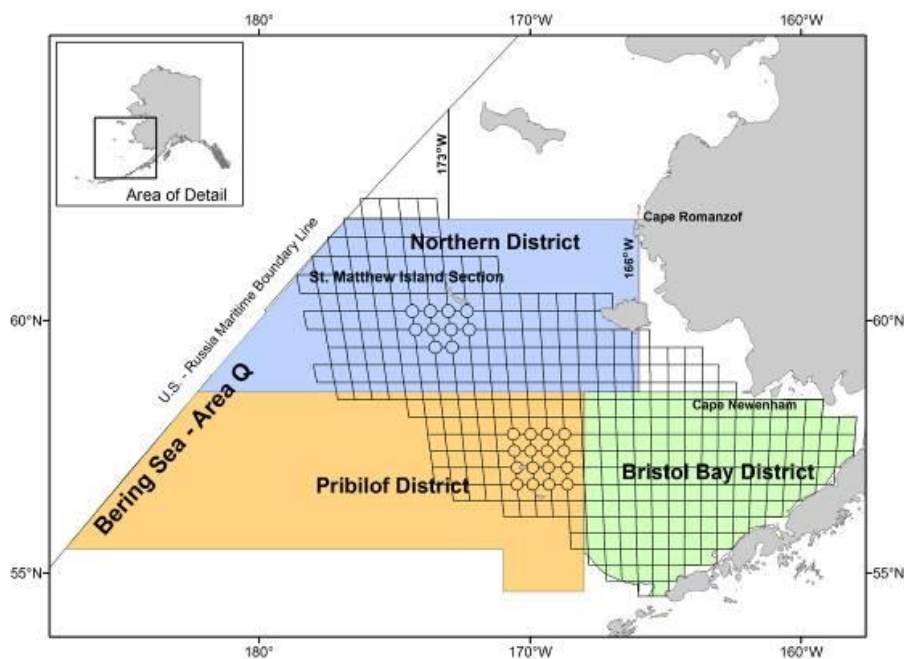 180°
170°W
160°W
Area of Detail
173°W
Cape Romanzof
Northern District
166°W
St. Matthew Island Section
U.S. - Russia Maritime Boundary Line
60°N
60°N
Bering Sea - Area Q
Cape Newenham
Bristol Bay District
Pribilof District
55°N
55°N
180°
170°W
160°W